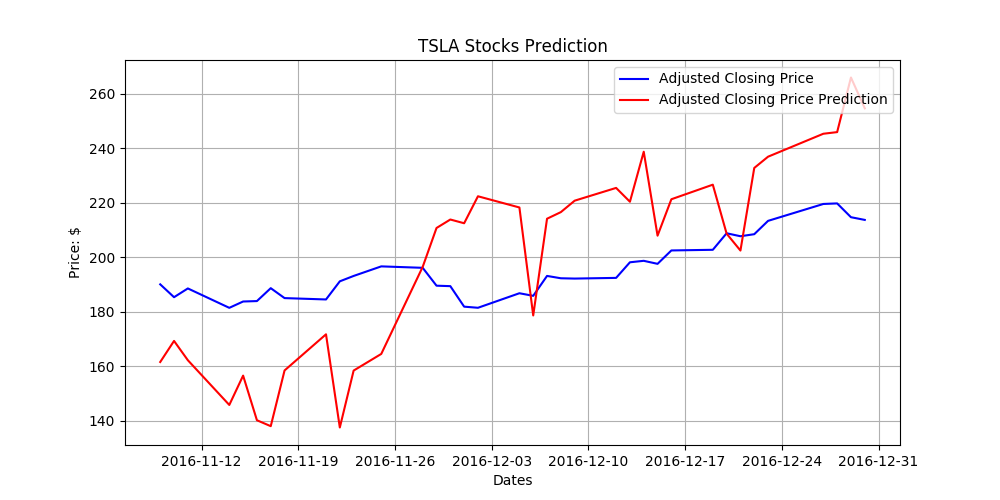 TSLA Stocks Prediction
Adjusted Closing Price
Adjusted Closing Price Prediction
260
240
220
200
180
160
140
Price: $
2016-11-12 2016-11-19 2016-11-26 2016-12-03 2016-12-10 2016-12-17 2016-12-24 2016-12-31
Dates